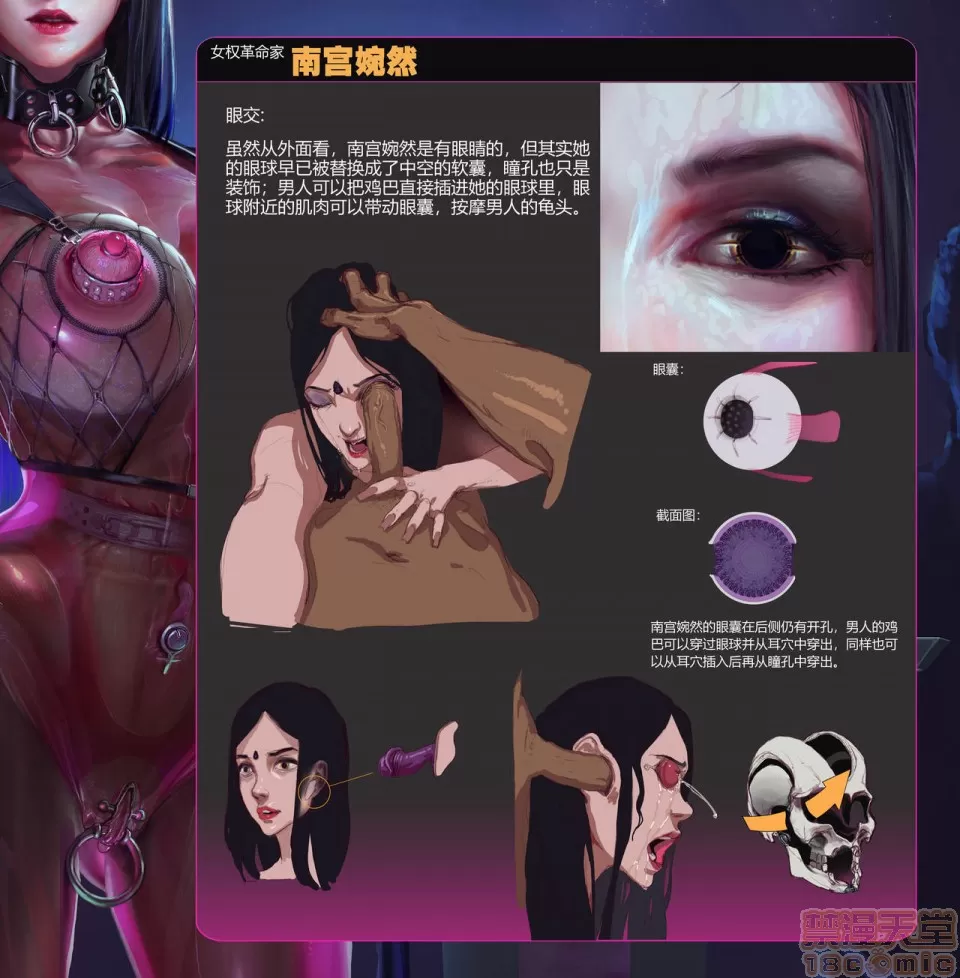 女权革命家 南宫婉然
眼交:
虽然从外面看，南宫婉然是有眼睛的，但其实她
的眼球早已被替换成了中空的软囊，瞳孔也只是
装饰；男人可以把鸡巴直接插进她的眼球里，眼
球附近的肌肉可以带动眼囊，按摩男人的龟头。
眼囊：
截面图：
南宫婉然的眼囊在后侧仍有开孔，男人的鸡
巴可以穿过眼球并从耳穴中穿出，同样也可
以从耳穴插入后再从瞳孔中穿出。
禁漫天堂
18comic